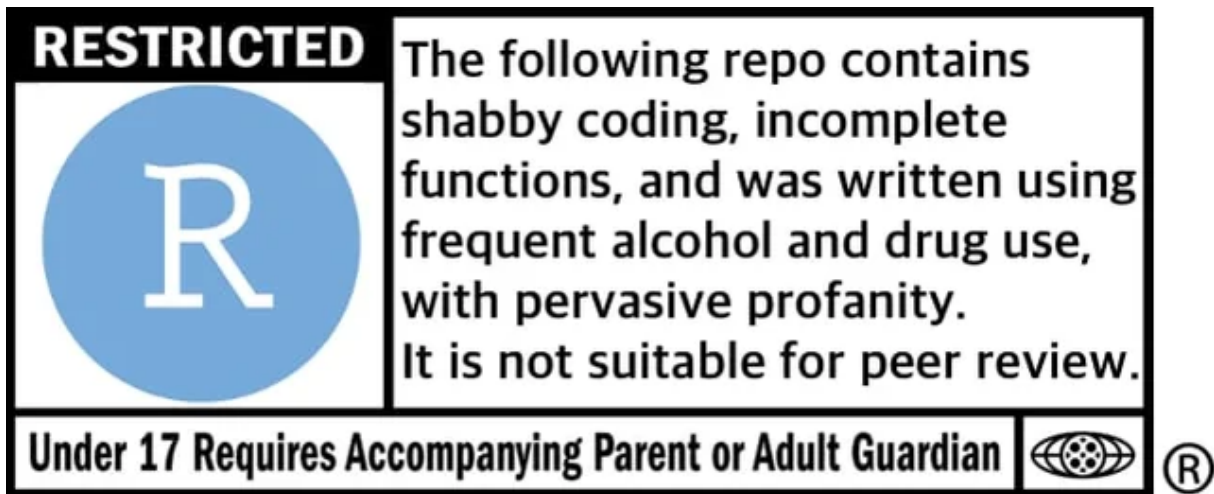 RESTRICTED
R
The following repo contains
shabby coding, incomplete
functions, and was written using
frequent alcohol and drug use,
with pervasive profanity.
It is not suitable for peer review.
Under 17 Requires Accompanying Parent or Adult Guardian
®